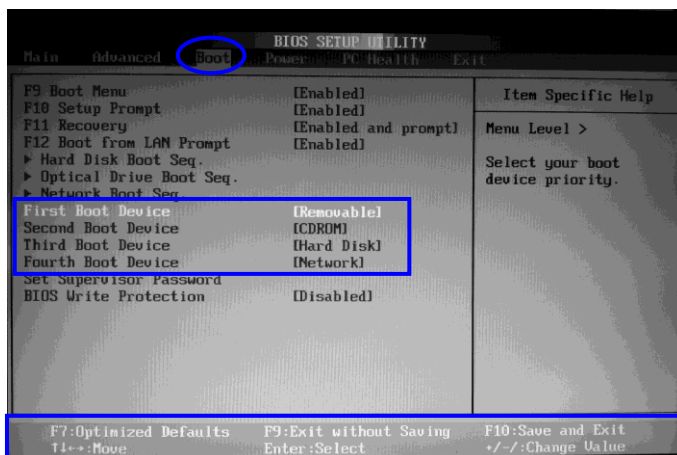 BIOS SETUP UTILITY
Main Advanced Boot Power PC Health Exit
F9 Boot Menu [Enabled]
F10 Setup Prompt [Enabled]
F11 Recovery [Enabled and prompt]
F12 Boot from LAN Prompt [Enabled]
▶ Hard Disk Boot Seq.
▶ Optical Drive Boot Seq.
▶ Network Boot Seq.
First Boot Device [Removable]
Second Boot Device [CDROM]
Third Boot Device [Hard Disk]
Fourth Boot Device [Network]
Set Supervisor Password
BIOS Write Protection [Disabled]
Item Specific Help
Menu Level >
Select your boot
device priority.
F7:Optimized Defaults F9:Exit without Saving F10:Save and Exit
↑↓←→:Move Enter:Select +/-/:Change Value